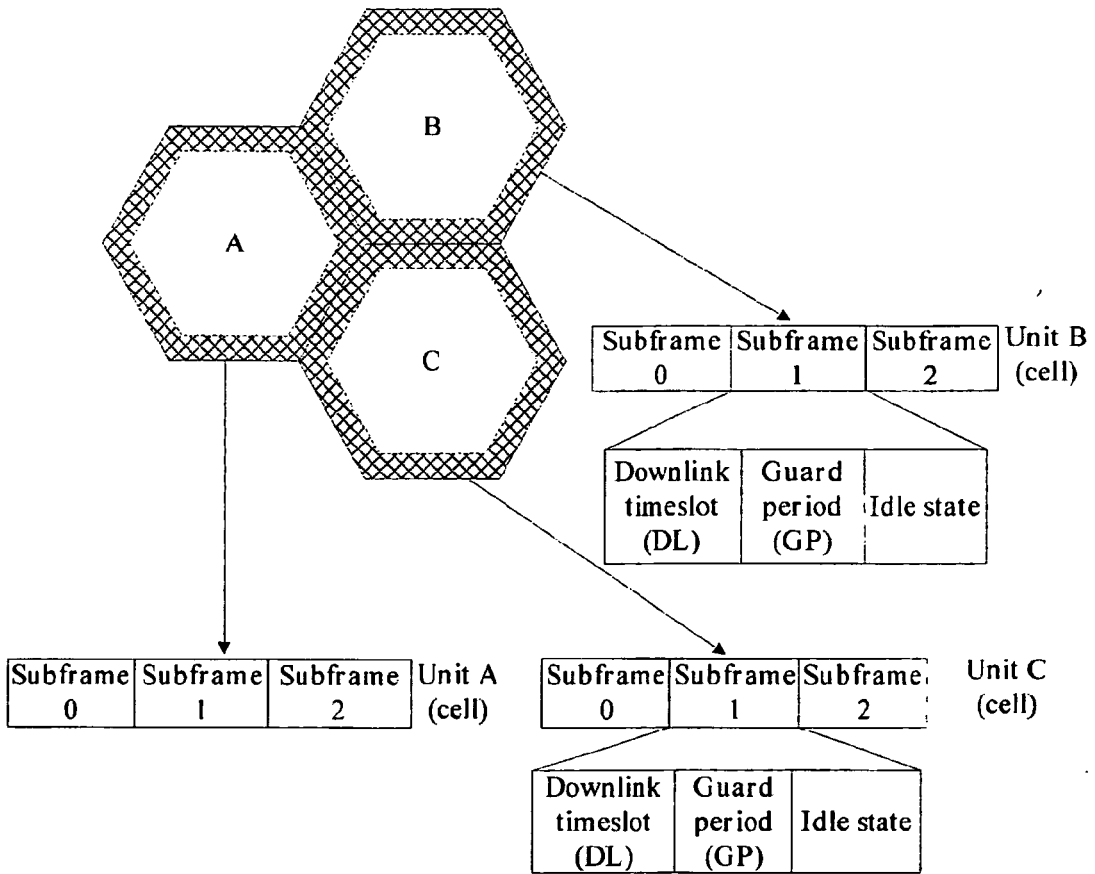 B
A
C
Subframe Subframe Subframe Unit B
0 1 2 (cell)
Downlink Guard
timeslot period Idle state
(DL) (GP)
Subframe Subframe Subframe Unit A
0 1 2 (cell)
Subframe Subframe Subframe Unit C
0 1 2 (cell)
Downlink Guard
timeslot period Idle state
(DL) (GP)